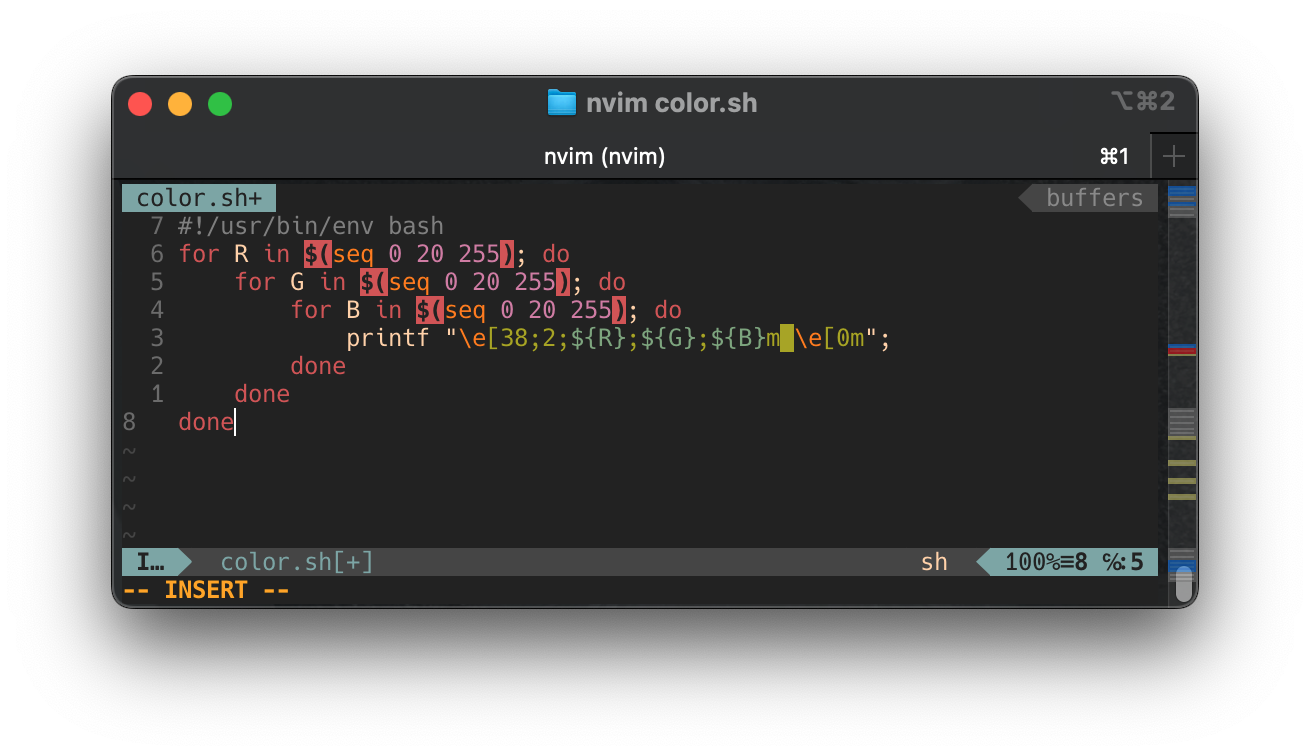 nvim color.sh ⌥⌘2
nvim (nvim) ⌘1 +
color.sh+ buffers
7 #!/usr/bin/env bash
6 for R in $(seq 0 20 255); do
5     for G in $(seq 0 20 255); do
4         for B in $(seq 0 20 255); do
3             printf "\e[38;2;${R};${G};${B}m█\e[0m";
2         done
1     done
8 done
~
~
~
~
I… color.sh[+] sh 100%≡8 ℅:5
-- INSERT --